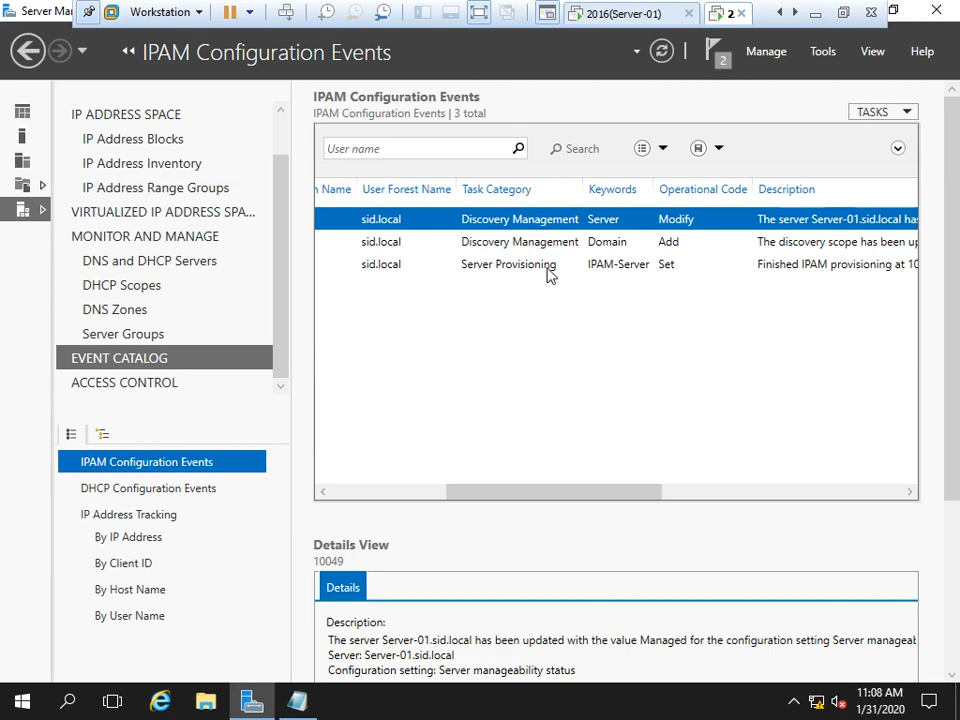 Server Ma
Workstation
2016(Server-01)
2
IPAM Configuration Events
2
Manage
Tools
View
Help
IP ADDRESS SPACE
IP Address Blocks
IP Address Inventory
IP Address Range Groups
VIRTUALIZED IP ADDRESS SPA...
MONITOR AND MANAGE
DNS and DHCP Servers
DHCP Scopes
DNS Zones
Server Groups
EVENT CATALOG
ACCESS CONTROL
IPAM Configuration Events
DHCP Configuration Events
IP Address Tracking
By IP Address
By Client ID
By Host Name
By User Name
IPAM Configuration Events
IPAM Configuration Events | 3 total
TASKS
User name
Search
n Name User Forest Name Task Category Keywords Operational Code Description
sid.local Discovery Management Server Modify The server Server-01.sid.local has
sid.local Discovery Management Domain Add The discovery scope has been up
sid.local Server Provisioning IPAM-Server Set Finished IPAM provisioning at 10
Details View
10049
Details
Description:
The server Server-01.sid.local has been updated with the value Managed for the configuration setting Server manageab
Server: Server-01.sid.local
Configuration setting: Server manageability status
11:08 AM
1/31/2020